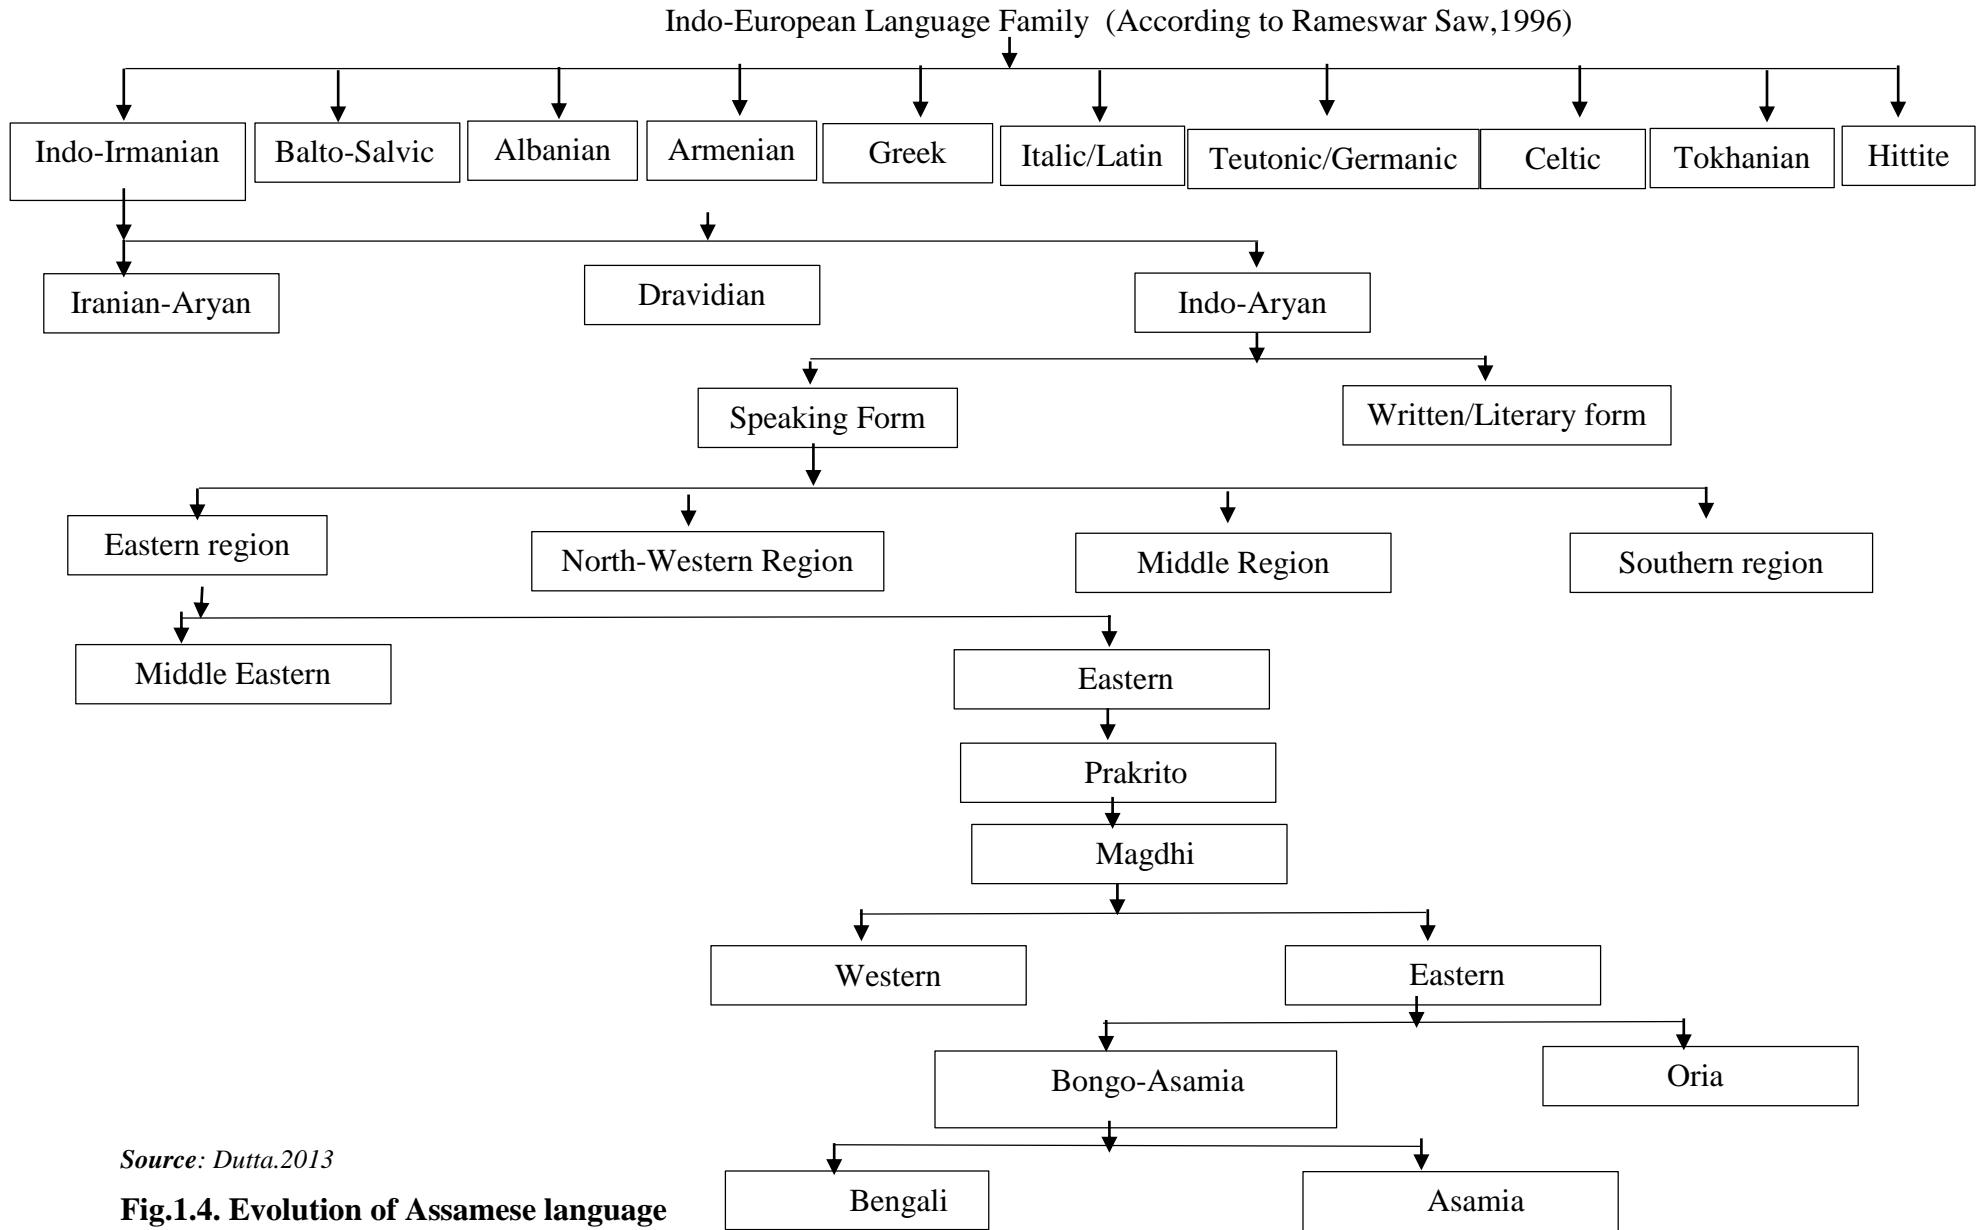 Indo-European Language Family (According to Rameswar Saw,1996)
Indo-Irmanian
Balto-Salvic
Albanian
Armenian
Greek
Italic/Latin
Teutonic/Germanic
Celtic
Tokhanian
Hittite
Iranian-Aryan
Dravidian
Indo-Aryan
Speaking Form
Written/Literary form
Eastern region
North-Western Region
Middle Region
Southern region
Middle Eastern
Eastern
Prakrito
Magdhi
Western
Eastern
Bongo-Asamia
Oria
Bengali
Asamia
Source: Dutta.2013
Fig.1.4. Evolution of Assamese language